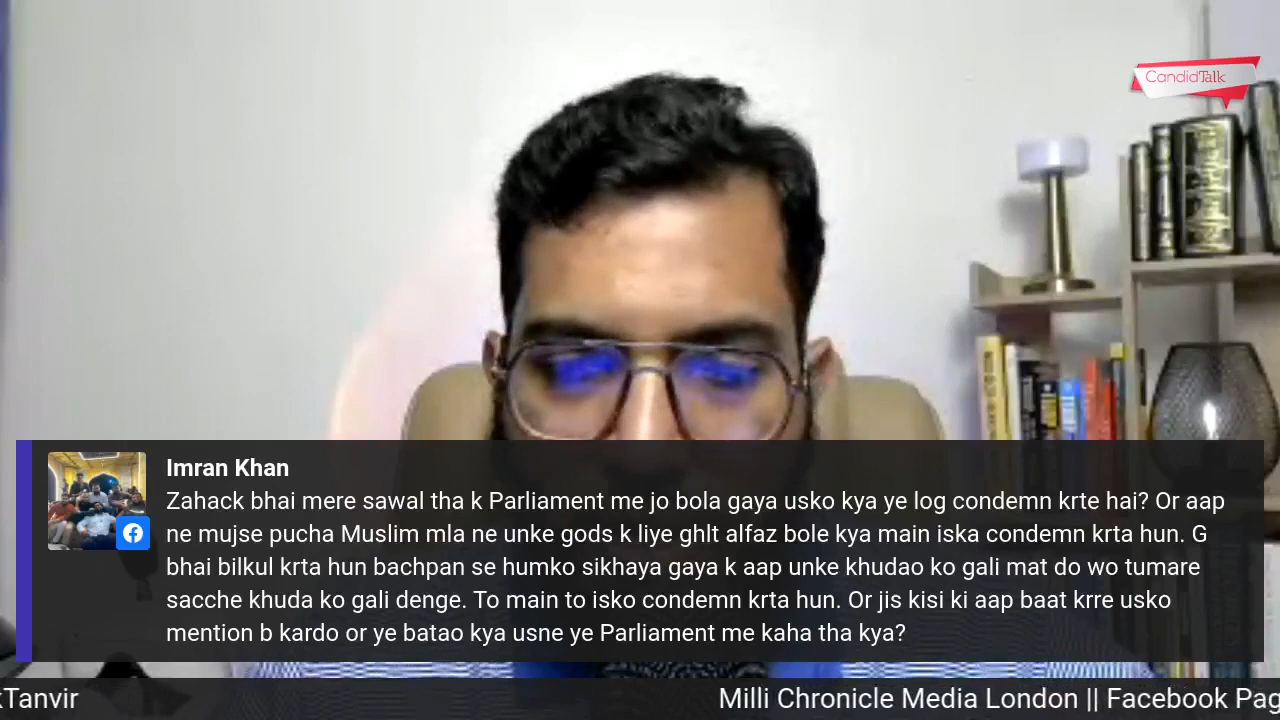 CandidTalk
Imran Khan
Zahack bhai mere sawal tha k Parliament me jo bola gaya usko kya ye log condemn krte hai? Or aap
ne mujse pucha Muslim mla ne unke gods k liye ghlt alfaz bole kya main iska condemn krta hun. G
bhai bilkul krta hun bachpan se humko sikhaya gaya k aap unke khudao ko gali mat do wo tumare
sacche khuda ko gali denge. To main to isko condemn krta hun. Or jis kisi ki aap baat krre usko
mention b kardo or ye batao kya usne ye Parliament me kaha tha kya?
kTanvir Milli Chronicle Media London || Facebook Pag